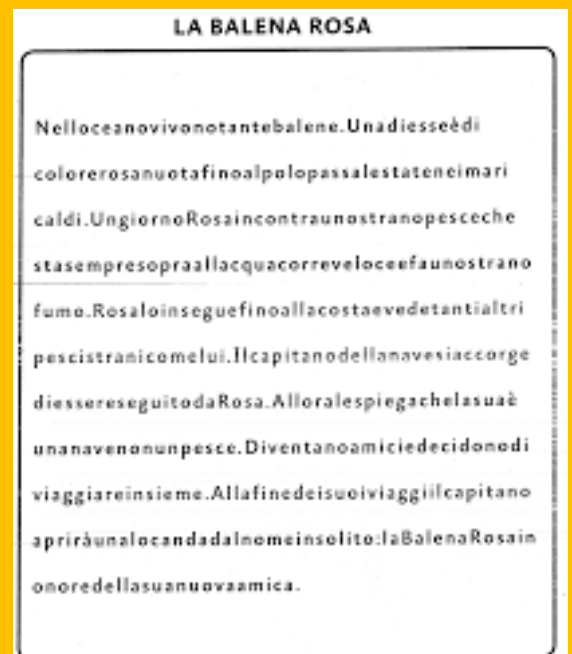 LA BALENA ROSA
Nelloceanovivonotantebalene.Unadiesseèdi
colorerosanuotafinoalpolopassalestateneimari
caldi.UngiornoRosaincontraunostranopesceche
stasempresopraallacquacorreveloceefaunostrano
fumo.Rosaloinseguefinoallacostaevedetantialtri
pescistranicomelui.Ilcapitanodellanavesiaccorge
diessereseguitodaRosa.Alloralespiegachelasuaè
unanavenonunpesce.Diventanoamiciedecidonodi
viaggiareinsieme.Allafinedeisuoiviaggiilcapitano
apriràunalocandadalnomeinsolito:laBalenaRosain
onoredellasuanuovaamica.